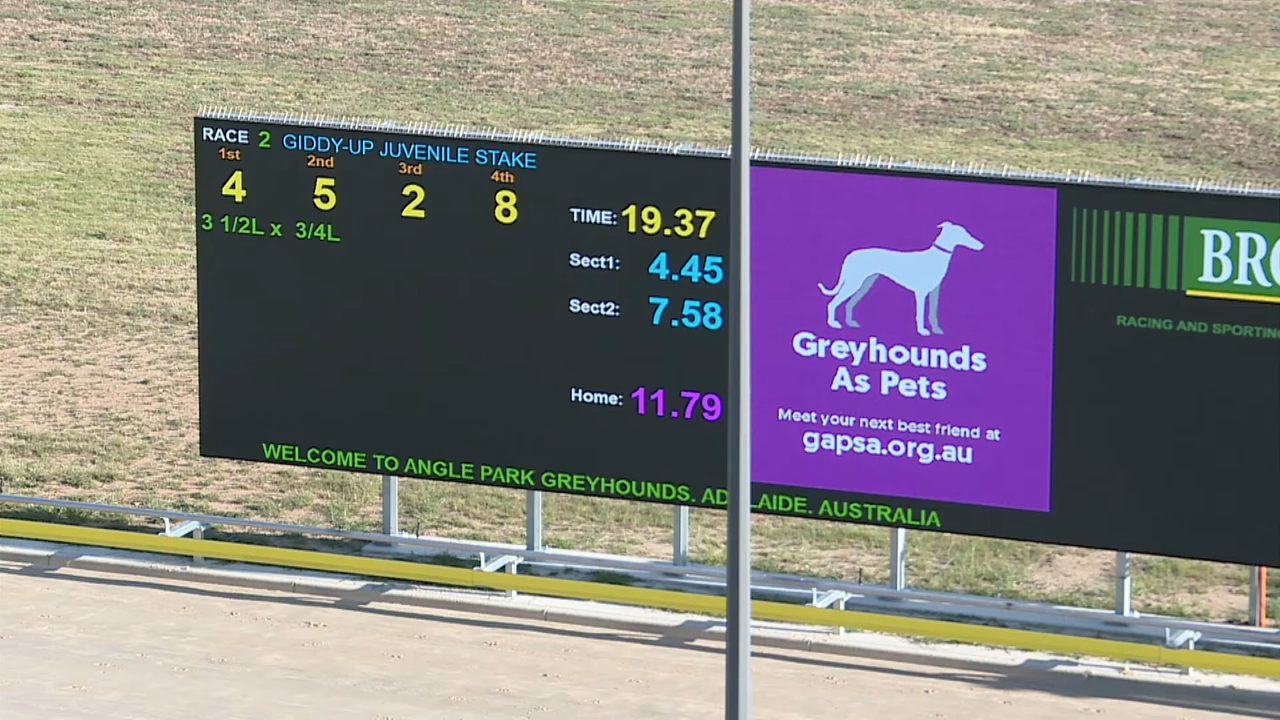 RACE 2 GIDDY-UP JUVENILE STAKE
1st 2nd 3rd 4th
4 5 2 8
3 1/2L x 3/4L
TIME: 19.37
Sect1: 4.45
Sect2: 7.58
Home: 11.79
WELCOME TO ANGLE PARK GREYHOUNDS. AD LAIDE. AUSTRALIA
Greyhounds
As Pets
Meet your next best friend at
gapsa.org.au
BRO
RACING AND SPORTING